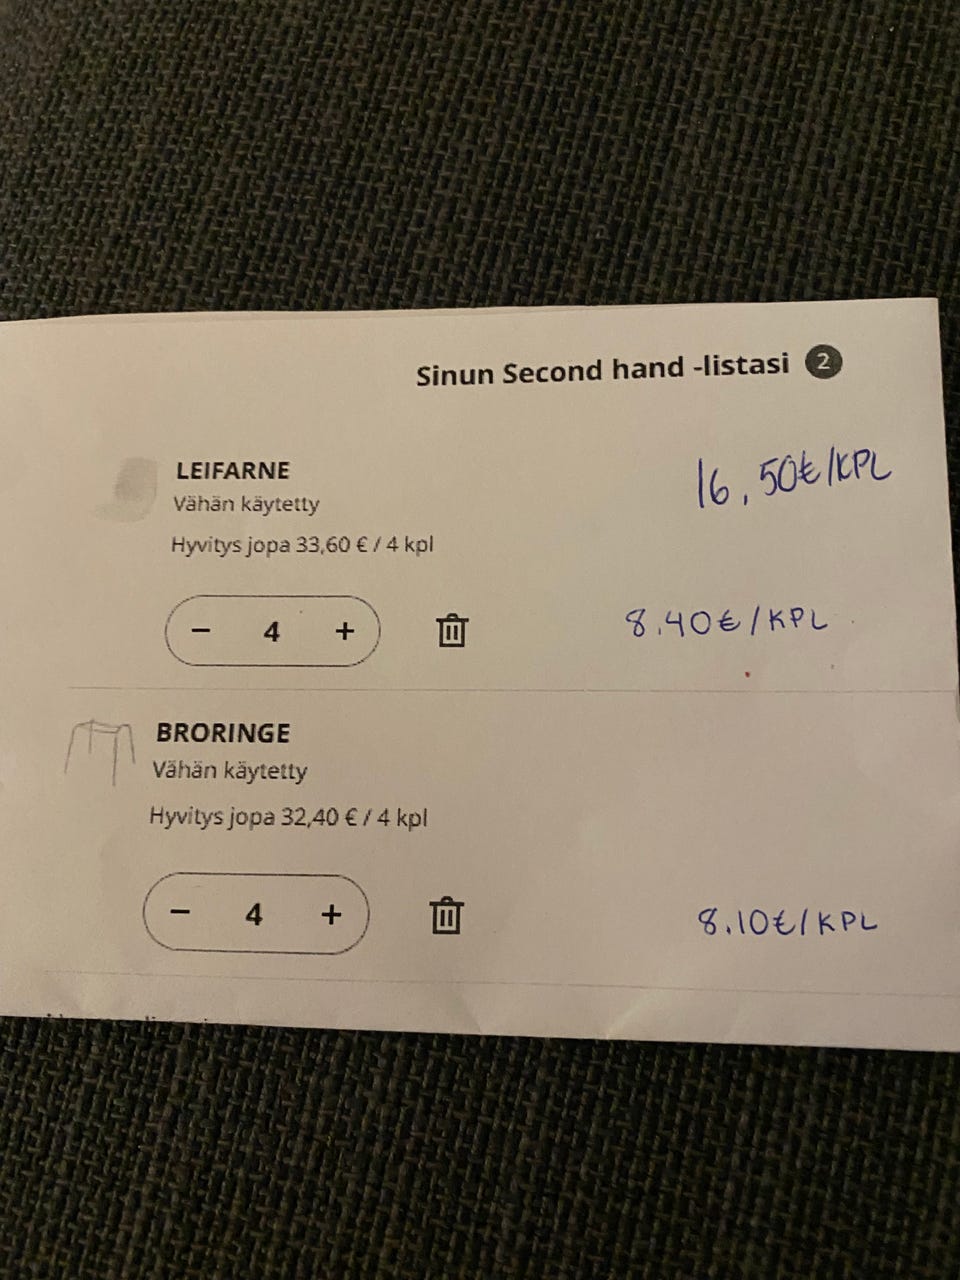 Sinun Second hand -listasi 2
LEIFARNE
16.50€/KPL
Vähän käytetty
Hyvitys jopa 33,60 € / 4 kpl
− 4 +
8.40€/KPL
BRORINGE
Vähän käytetty
Hyvitys jopa 32,40 € / 4 kpl
− 4 +
8.10€/KPL